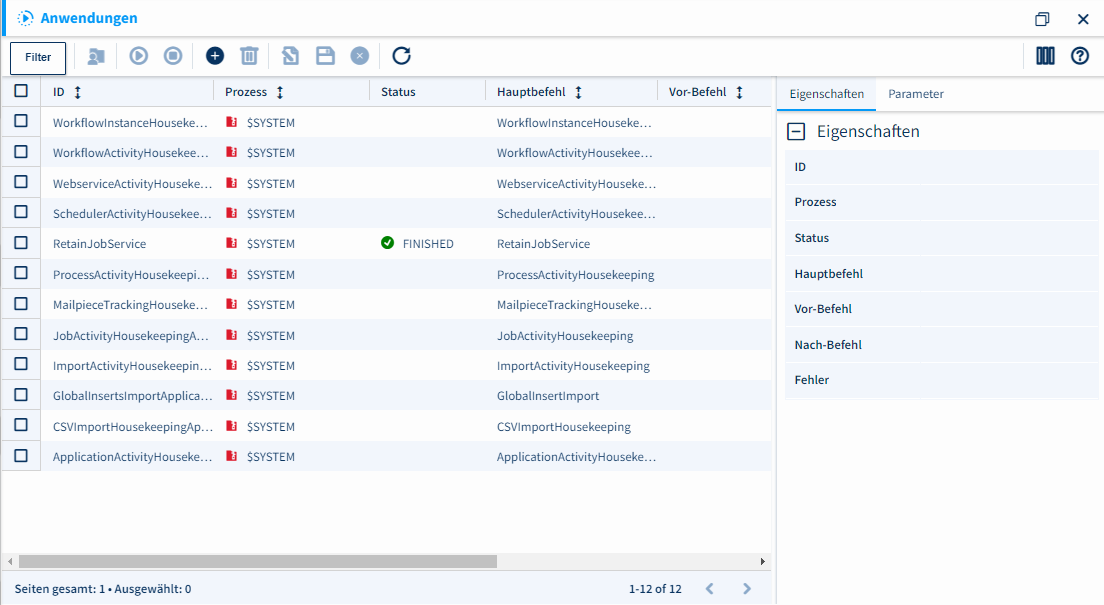 Anwendungen
Filter
ID Prozess Status Hauptbefehl Vor-Befehl
WorkflowInstanceHouseke... $SYSTEM WorkflowInstanceHouseke...
WorkflowActivityHousekee... $SYSTEM WorkflowActivityHousekee...
WebserviceActivityHouseke... $SYSTEM WebserviceActivityHouseke...
SchedulerActivityHousekee... $SYSTEM SchedulerActivityHousekee...
RetainJobService $SYSTEM FINISHED RetainJobService
ProcessActivityHousekeepi... $SYSTEM ProcessActivityHousekeeping
MailpieceTrackingHouseke... $SYSTEM MailpieceTrackingHouseke...
JobActivityHousekeepingA... $SYSTEM JobActivityHousekeeping
ImportActivityHousekeepin... $SYSTEM ImportActivityHousekeeping
GlobalInsertsImportApplica... $SYSTEM GlobalInsertImport
CSVImportHousekeepingAp... $SYSTEM CSVImportHousekeeping
ApplicationActivityHouseke... $SYSTEM ApplicationActivityHouseke...
Seiten gesamt: 1 • Ausgewählt: 0 1-12 of 12
Eigenschaften Parameter
Eigenschaften
ID
Prozess
Status
Hauptbefehl
Vor-Befehl
Nach-Befehl
Fehler